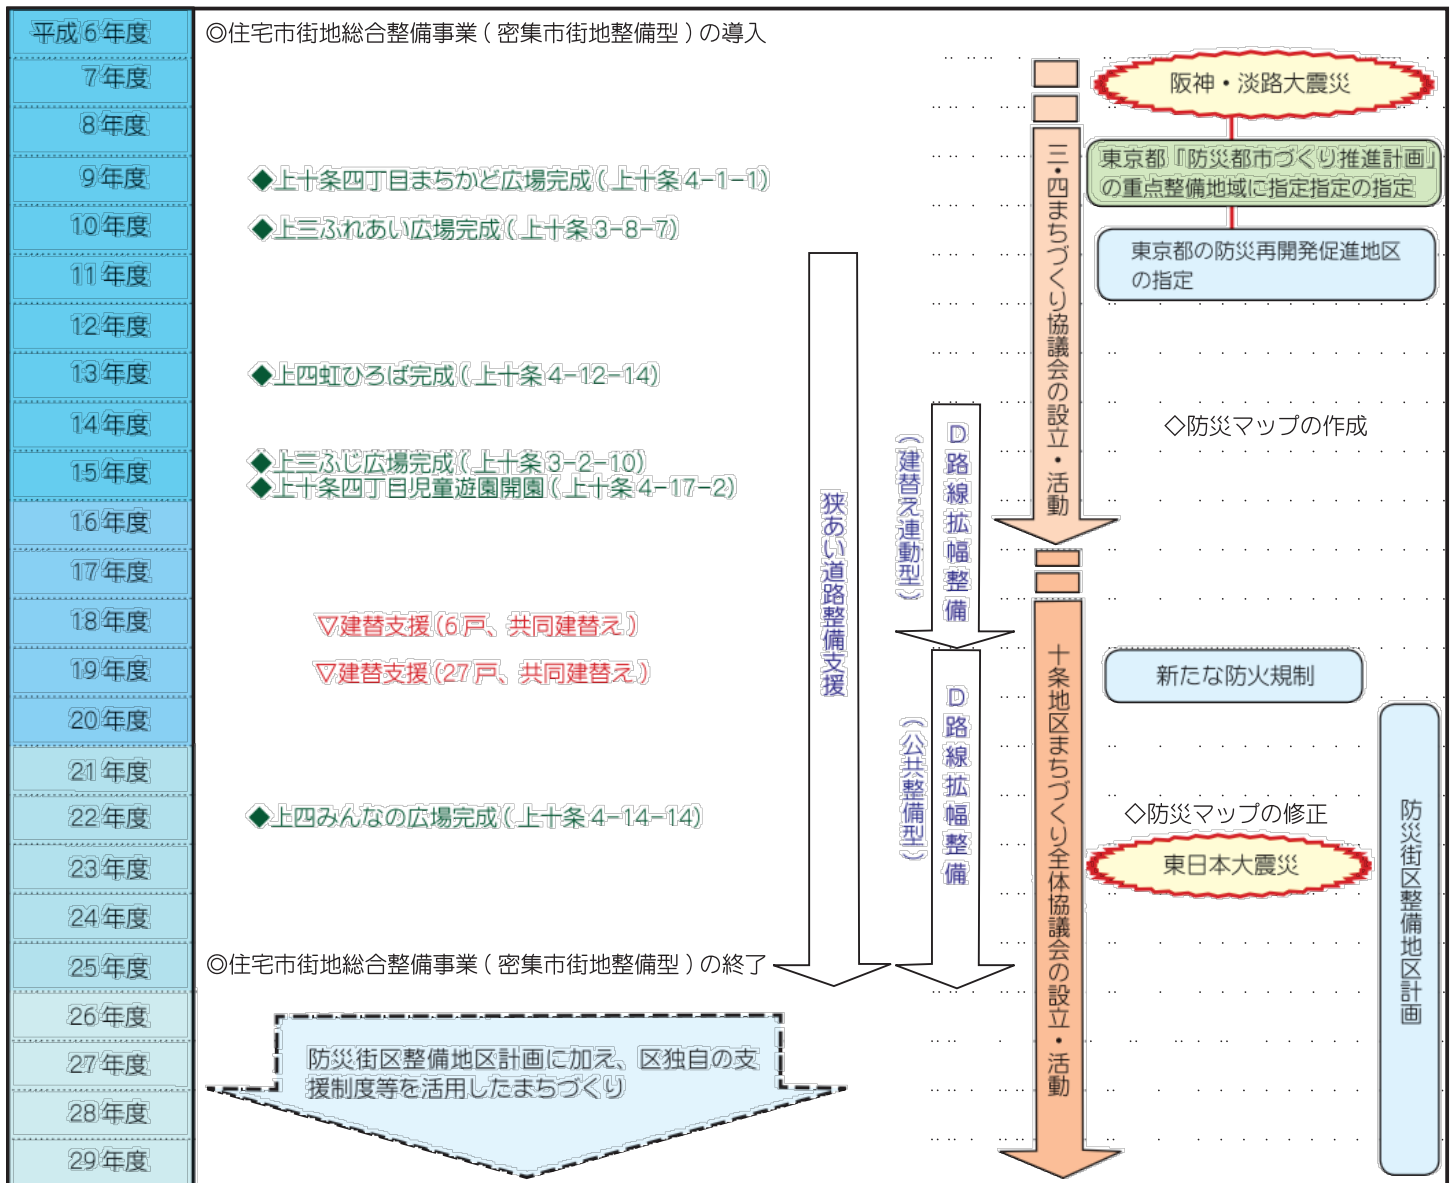 平成6年度
◎住宅市街地総合整備事業(密集市街地整備型)の導入
7年度
阪神・淡路大震災
8年度
東京都「防災都市づくり推進計画」
の重点整備地域に指定指定の指定
9年度
◆上十条四丁目まちかど広場完成(上十条4-1-1)
10年度
◆上三ふれあい広場完成(上十条3-8-7)
東京都の防災再開発促進地区
の指定
11年度
12年度
13年度
◆上四虹ひろば完成(上十条4-12-14)
14年度
◇防災マップの作成
15年度
◆上三ふじ広場完成(上十条3-2-10)
◆上十条四丁目児童遊園開園(上十条4-17-2)
16年度
17年度
18年度
▽建替支援(6戸、共同建替え)
19年度
▽建替支援(27戸、共同建替え)
新たな防火規制
20年度
21年度
22年度
◆上四みんなの広場完成(上十条4-14-14)
◇防災マップの修正
23年度
東日本大震災
24年度
25年度
◎住宅市街地総合整備事業(密集市街地整備型)の終了
26年度
27年度
28年度
29年度
防災街区整備地区計画に加え、区独自の支
援制度等を活用したまちづくり
狭あい道路整備支援
D路線拡幅整備
(建替え連動型)
D路線拡幅整備
(公共整備型)
三・四まちづくり協議会の設立・活動
十条地区まちづくり全体協議会の設立・活動
防災街区整備地区計画